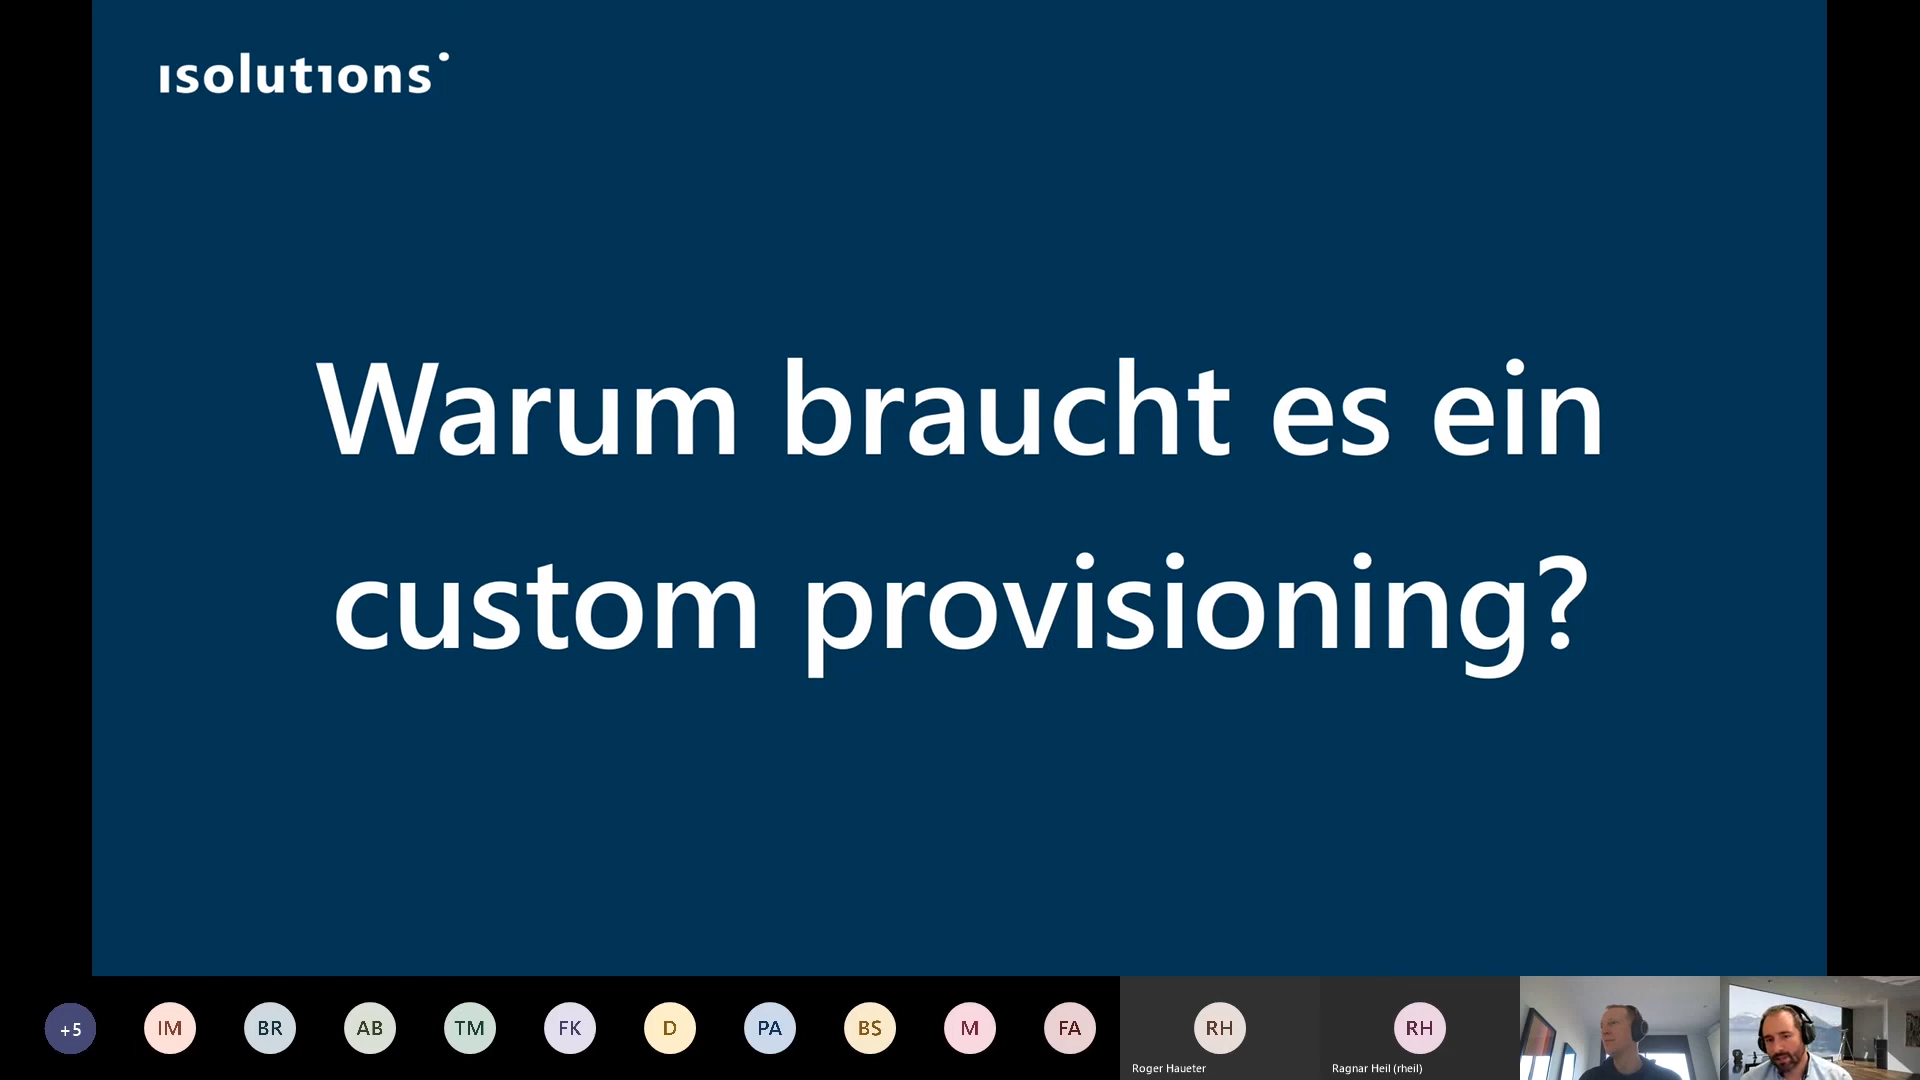 isolutions
Warum braucht es ein
custom provisioning?
+5
IM
BR
AB
TM
FK
D
PA
BS
M
FA
RH
RH
Roger Haueter
Ragnar Heil (rheil)